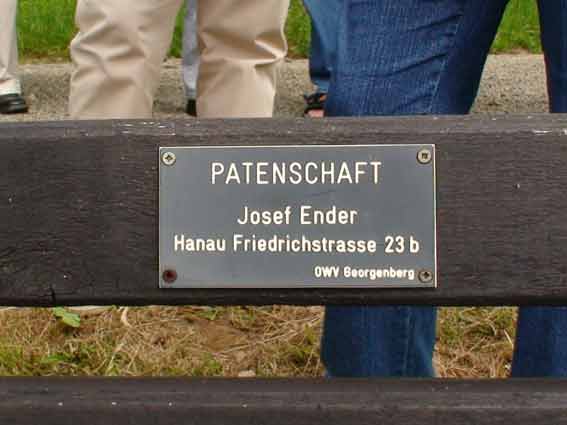 PATENSCHAFT
Josef Ender
Hanau Friedrichstrasse 23 b
OWV Georgenberg